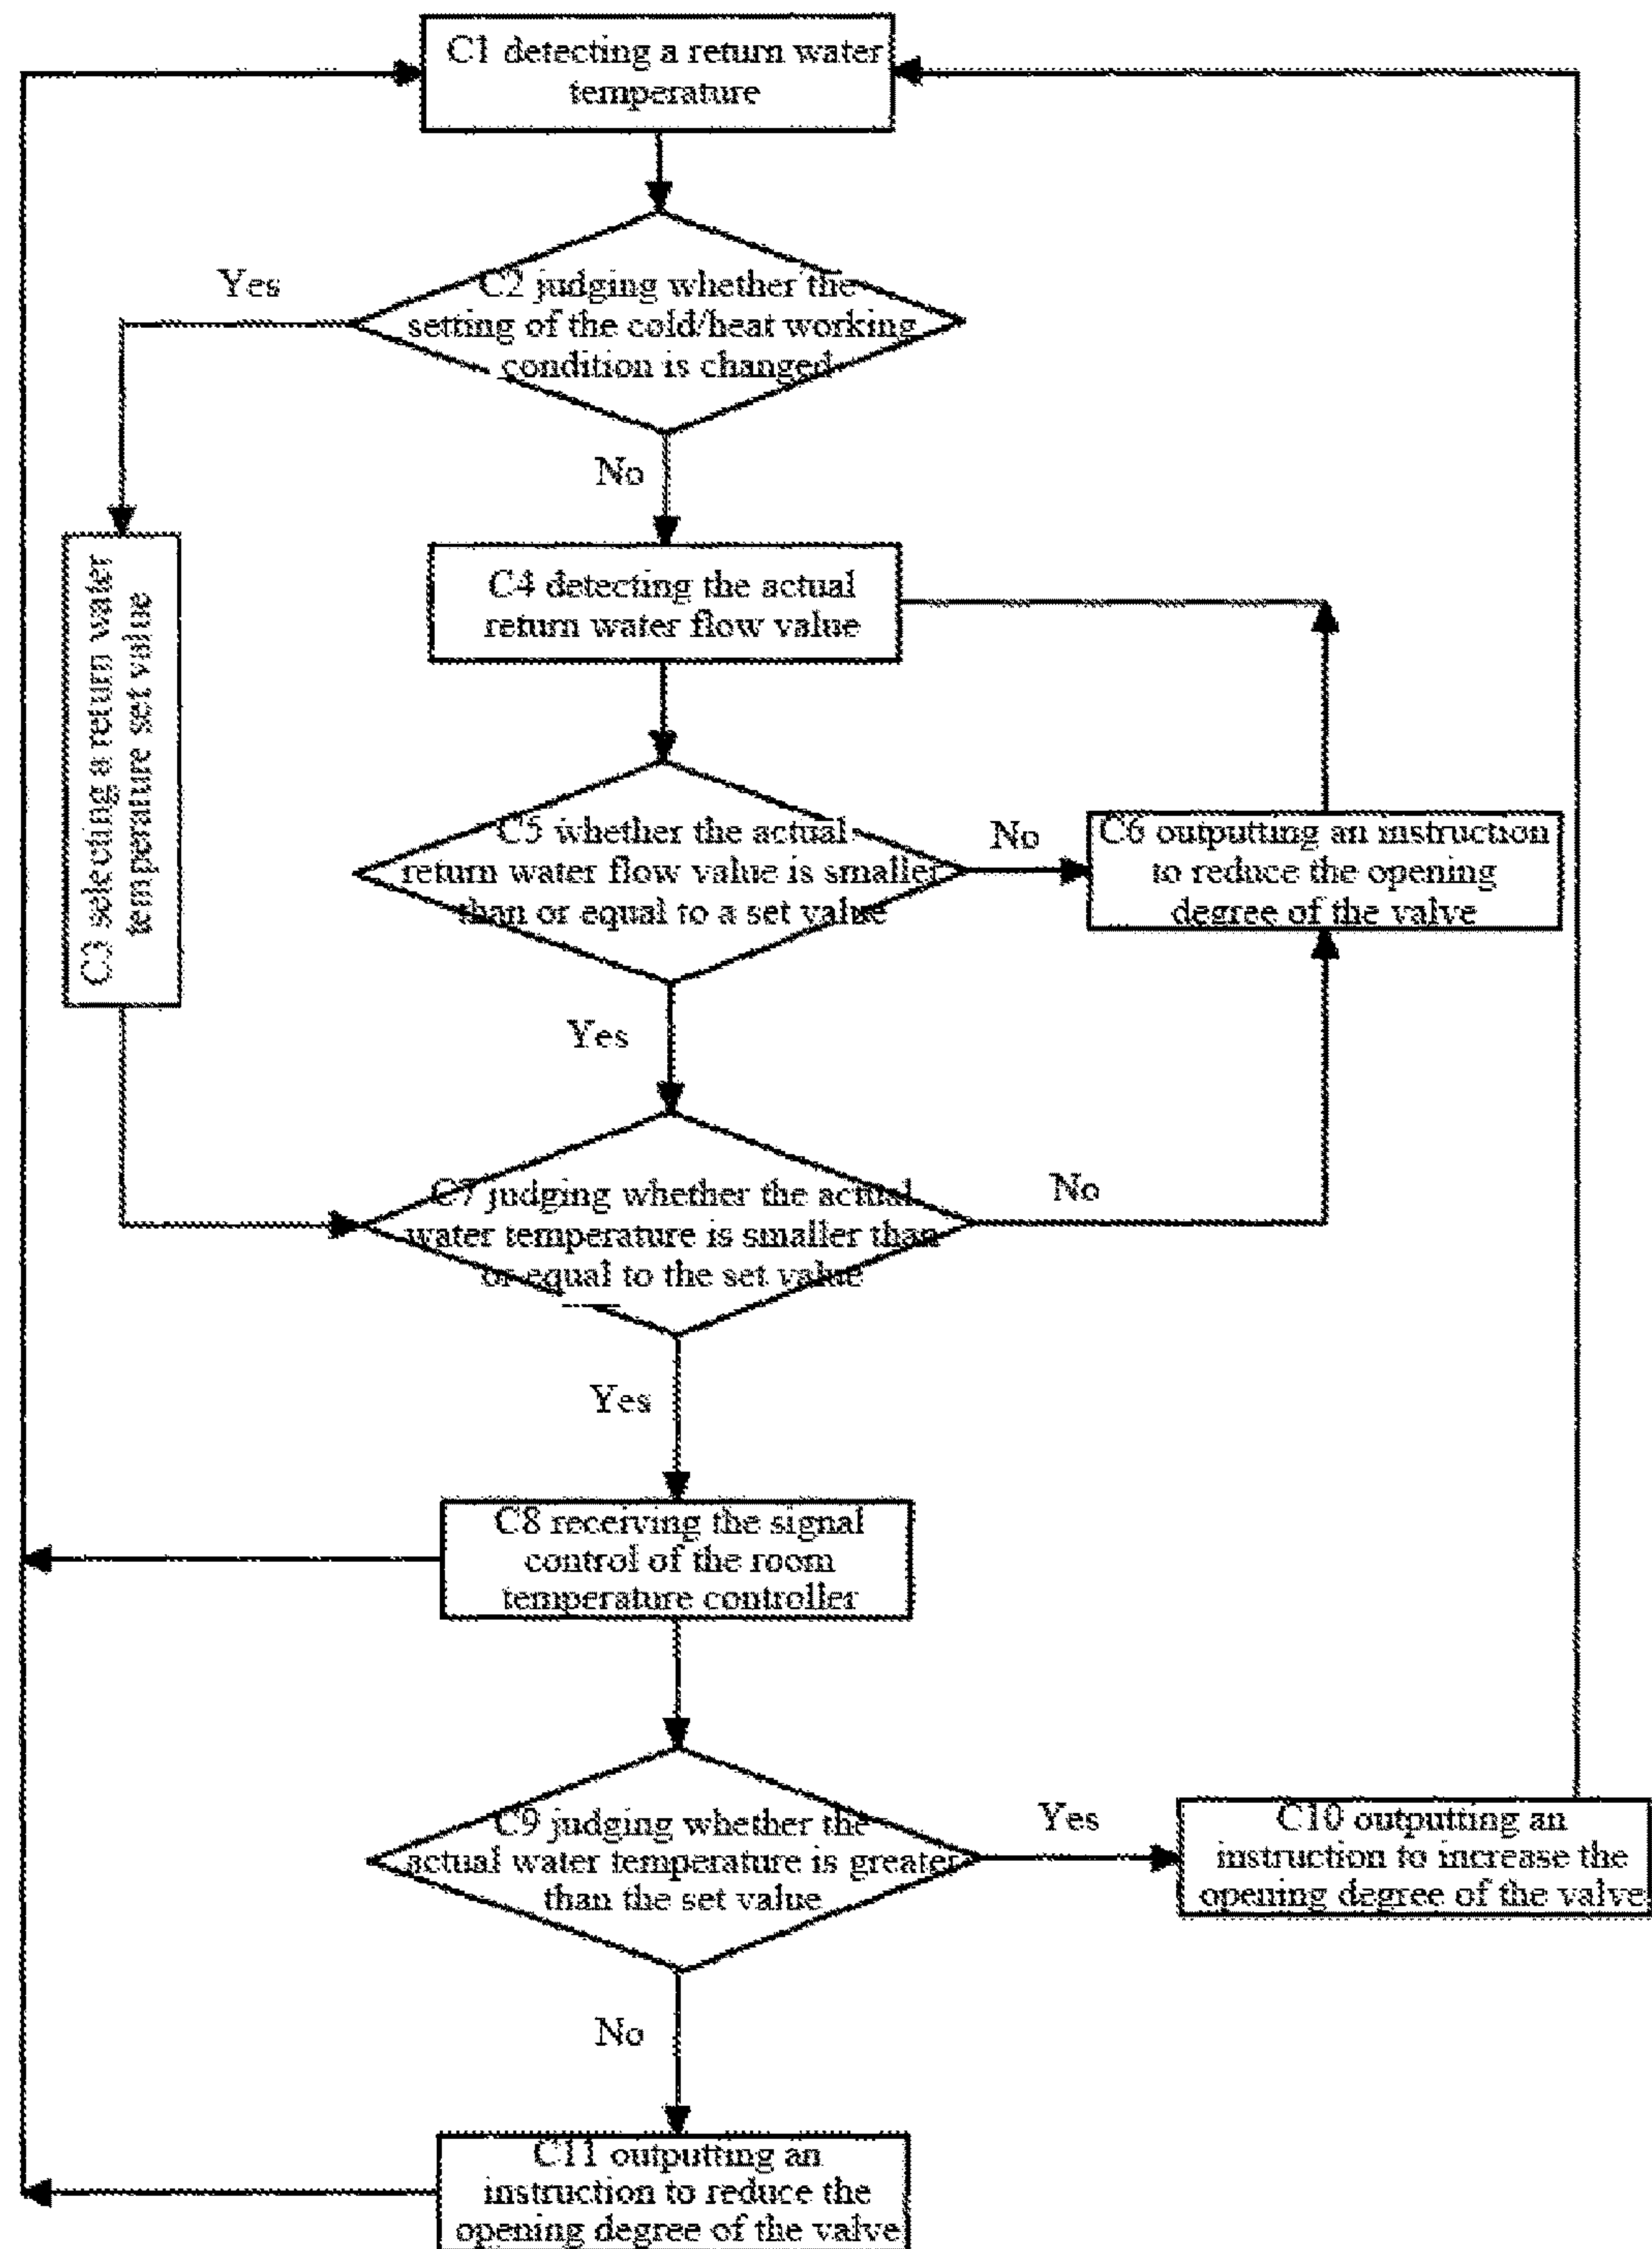 C1 detecting a return water
temperature
Yes
C2 judging whether the
setting of the cold/heat working
condition is changed
No
C3 selecting a return water
temperature set value
C4 detecting the actual
return water flow value
C5 whether the actual
return water flow value is smaller
than or equal to a set value
No
C6 outputting an instruction
to reduce the opening
degree of the valve
Yes
C7 judging whether the actual
water temperature is smaller than
or equal to the set value
No
Yes
C8 receiving the signal
control of the room
temperature controller
C9 judging whether the
actual water temperature is greater
than the set value
Yes
C10 outputting an
instruction to increase the
opening degree of the valve
No
C11 outputting an
instruction to reduce the
opening degree of the valve